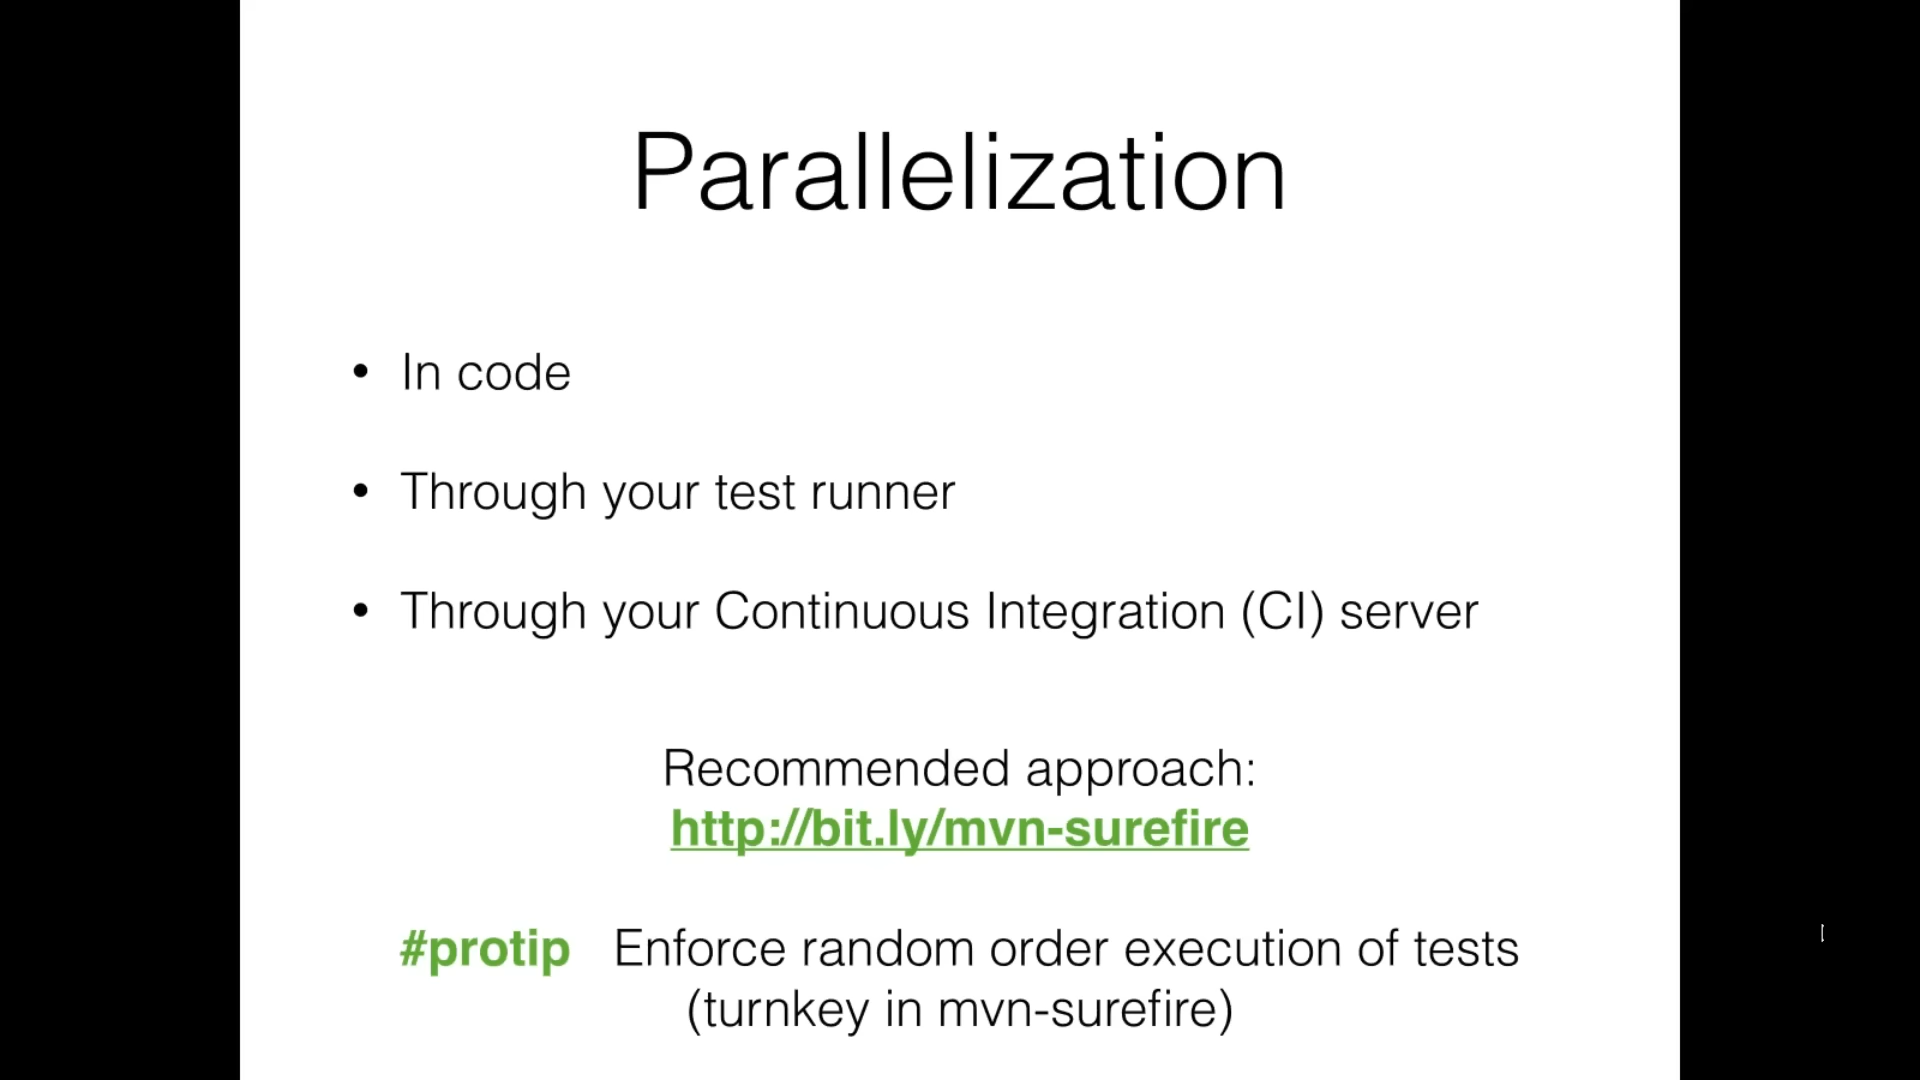 Parallelization
• In code
• Through your test runner
• Through your Continuous Integration (CI) server
Recommended approach:
http://bit.ly/mvn-surefire
#protip Enforce random order execution of tests
(turnkey in mvn-surefire)